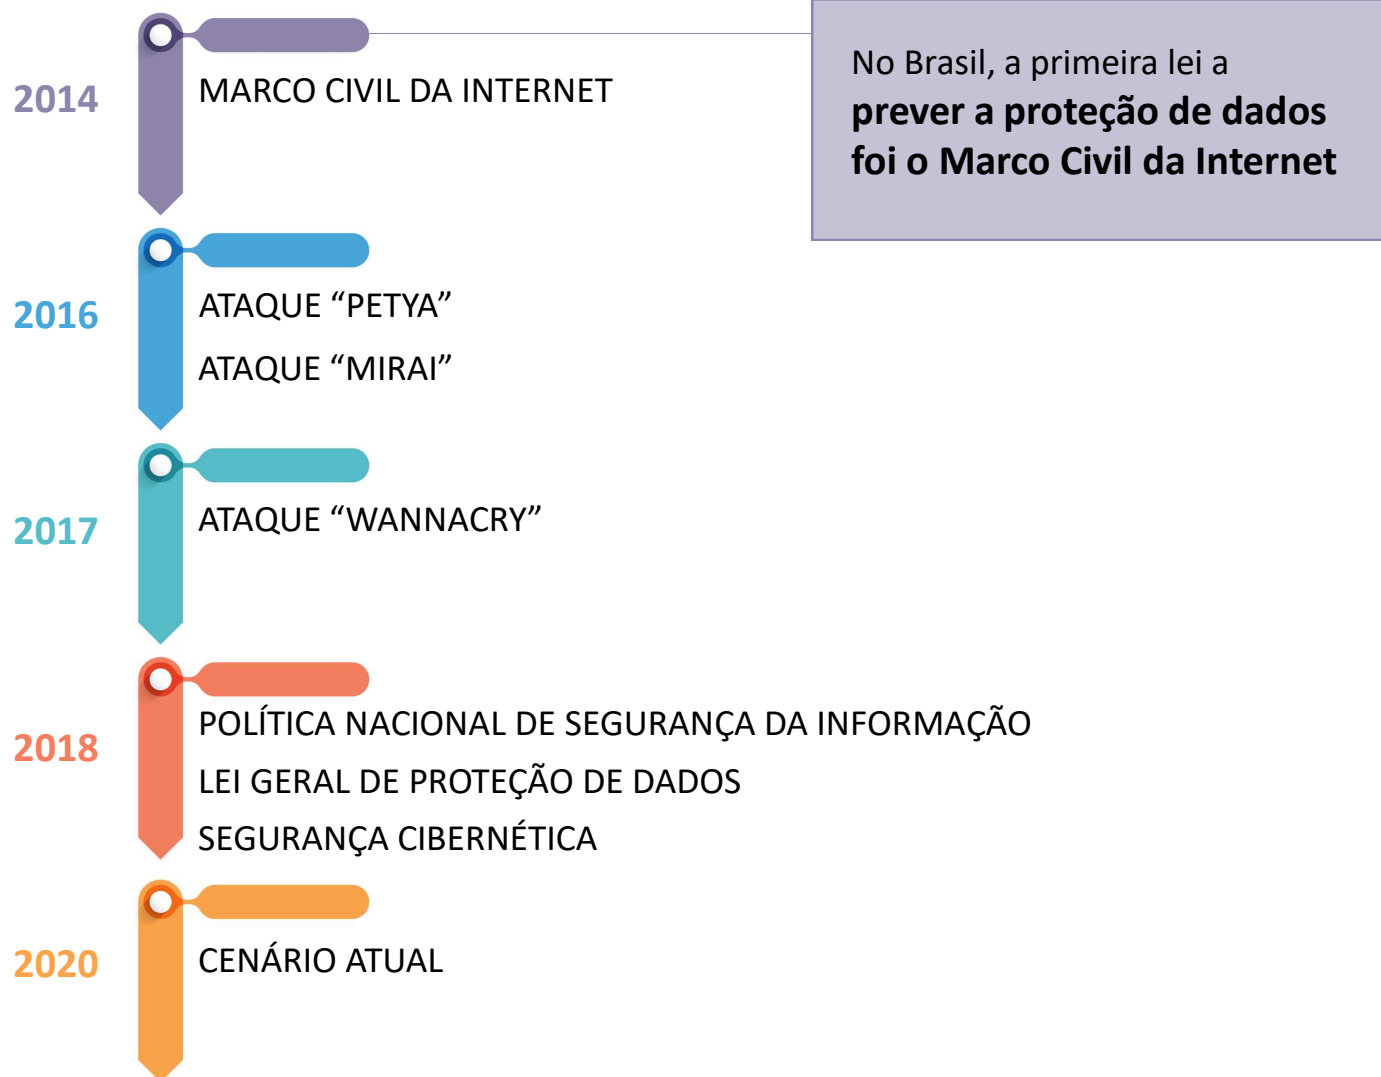 2014
MARCO CIVIL DA INTERNET
No Brasil, a primeira lei a
prever a proteção de dados
foi o Marco Civil da Internet
2016
ATAQUE “PETYA”
ATAQUE “MIRAI”
2017
ATAQUE “WANNACRY”
2018
POLÍTICA NACIONAL DE SEGURANÇA DA INFORMAÇÃO
LEI GERAL DE PROTEÇÃO DE DADOS
SEGURANÇA CIBERNÉTICA
2020
CENÁRIO ATUAL